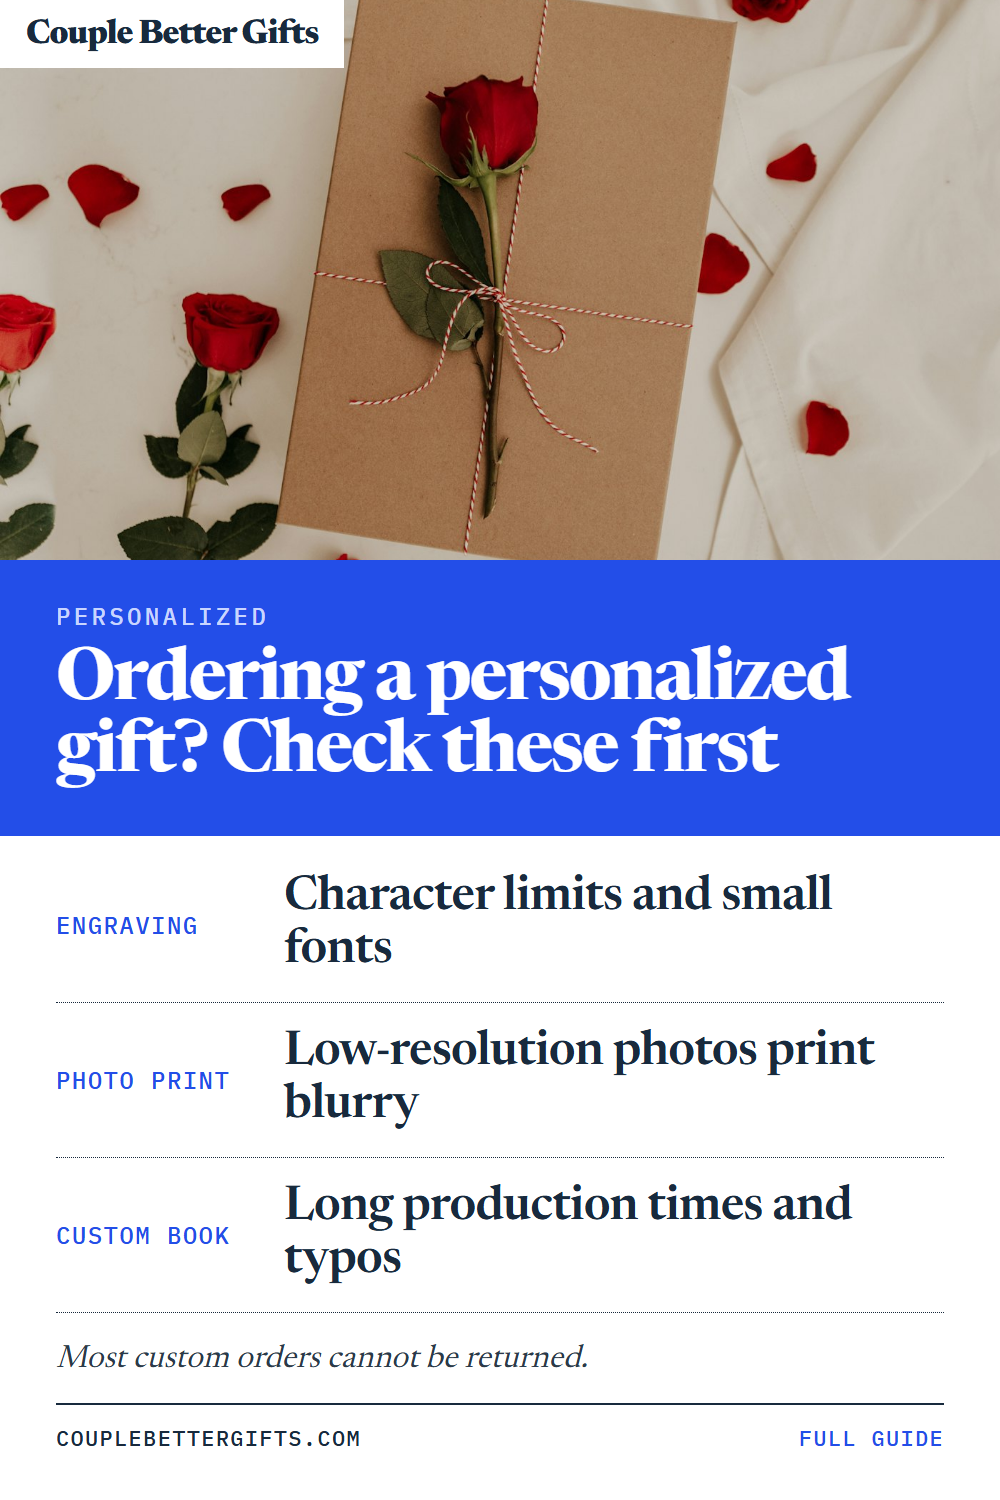 Couple Better Gifts
PERSONALIZED
Ordering a personalized
gift? Check these first
ENGRAVING
Character limits and small
fonts
PHOTO PRINT
Low-resolution photos print
blurry
CUSTOM BOOK
Long production times and
typos
Most custom orders cannot be returned.
COUPLEBETTERGIFTS.COM
FULL GUIDE